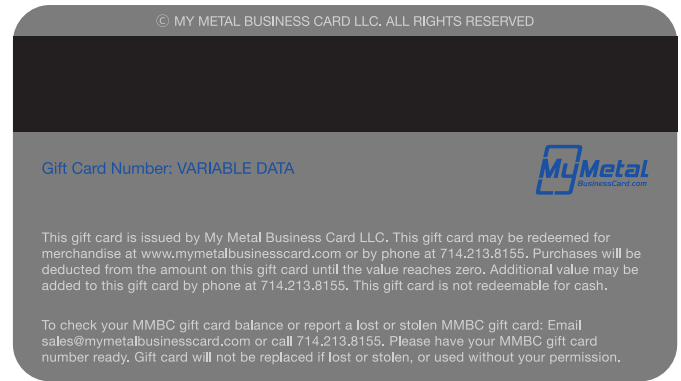 © MY METAL BUSINESS CARD LLC. ALL RIGHTS RESERVED
Gift Card Number: VARIABLE DATA
MyMetal
BusinessCard.com
This gift card is issued by My Metal Business Card LLC. This gift card may be redeemed for
merchandise at www.mymetalbusinesscard.com or by phone at 714.213.8155. Purchases will be
deducted from the amount on this gift card until the value reaches zero. Additional value may be
added to this gift card by phone at 714.213.8155. This gift card is not redeemable for cash.
To check your MMBC gift card balance or report a lost or stolen MMBC gift card: Email
sales@mymetalbusinesscard.com or call 714.213.8155. Please have your MMBC gift card
number ready. Gift card will not be replaced if lost or stolen, or used without your permission.